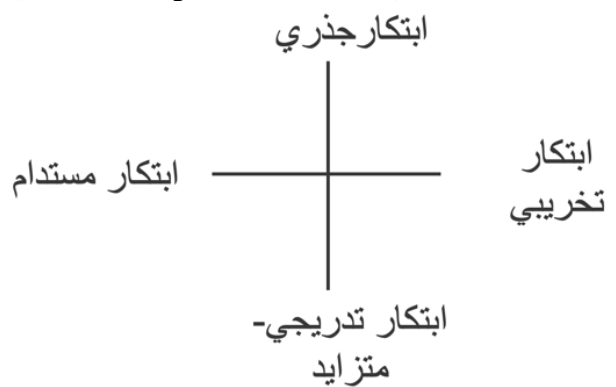 ابتكارجذري
ابتكار
تخريبي
ابتكار مستدام
ابتكار تدريجي-
متزايد